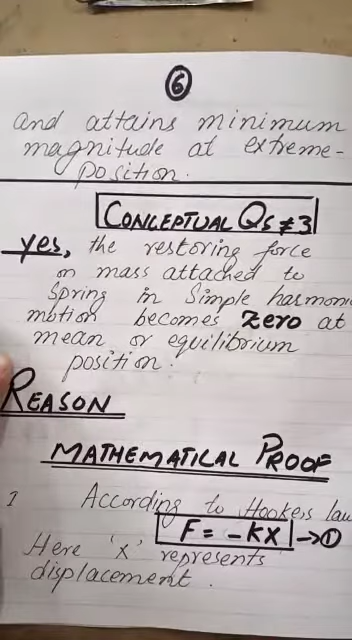 6
and attains minimum
magnitude at extreme-
position.
CONCEPTUAL QS # 3
yes, the restoring force
on mass attached to
Spring in Simple harmonic
motion becomes zero at
mean or equilibrium
position.
REASON
MATHEMATICAL PROOF
1 According to Hookes law
F = -KX → 1
Here 'x' represents
displacement.